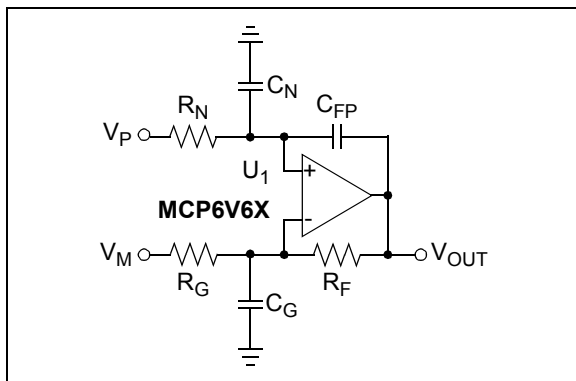 C_N
R_N
C_FP
V_P
U_1
+
MCP6V6X
-
V_M
V_OUT
R_G
R_F
C_G